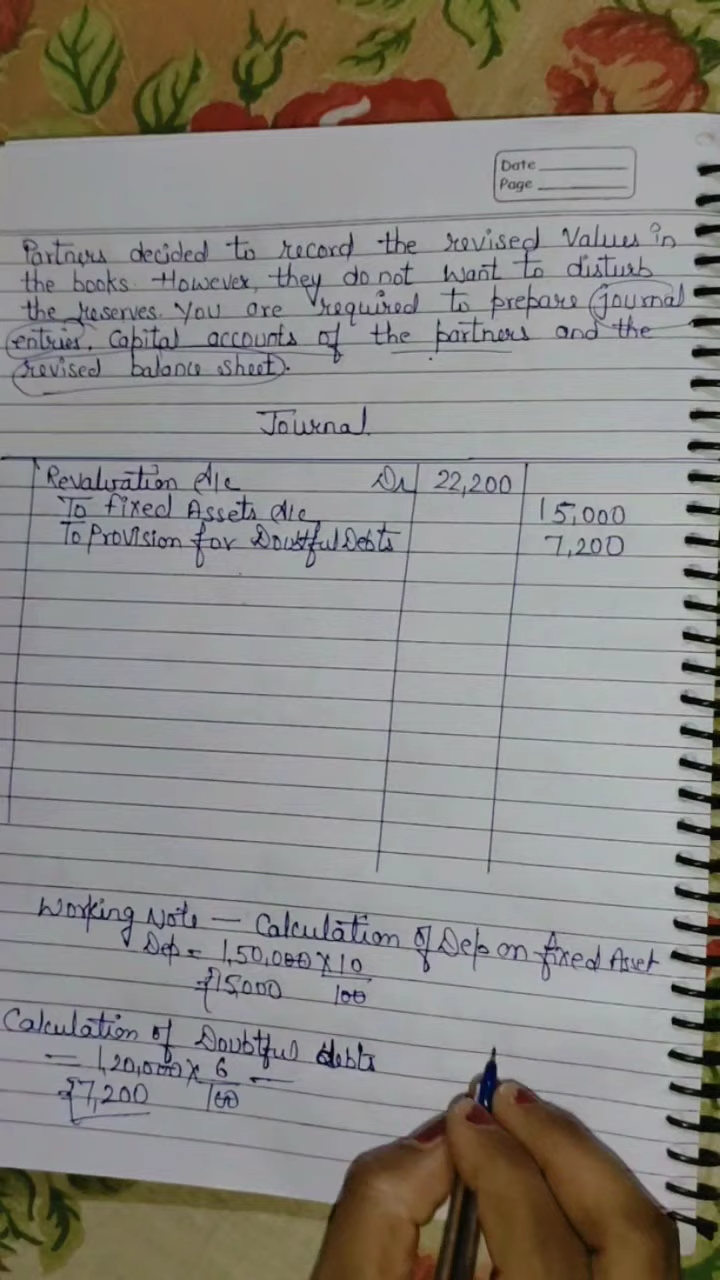 Date
Page
Partners decided to record the revised values in
the books. However, they do not want to disturb
the reserves. You are required to prepare journal
entries, Capital accounts of the partners and the
revised balance sheet.
Journal
Revaluation A/c Dr 22,200
To fixed Assets A/c 15,000
To Provision for Doubtful Debts 7,200
Working Note — Calculation of Dep on fixed Asset
Dep = 1,50,000 × 10
₹15,000 100
Calculation of Doubtful debts
= 1,20,000 × 6
₹7,200 100